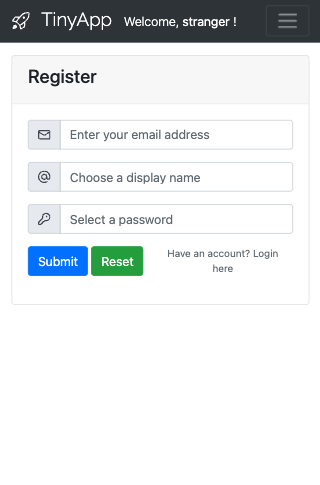 TinyApp Welcome, stranger !
Register
Enter your email address
Choose a display name
Select a password
Submit Reset Have an account? Login
here